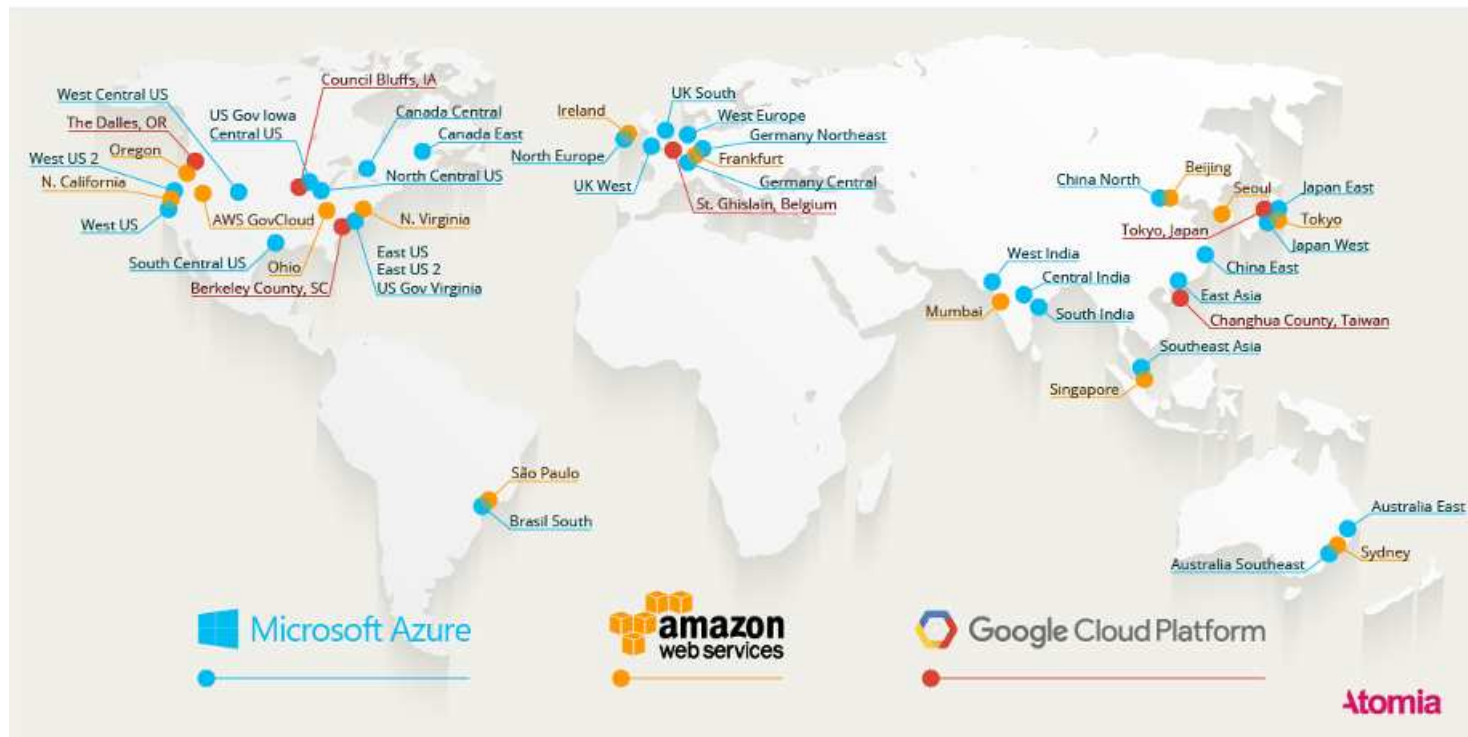 West Central US
The Dalles, OR
Oregon
West US 2
N. California
West US
AWS GovCloud
South Central US
Council Bluffs, IA
US Gov Iowa
Central US
Canada Central
Canada East
North Central US
N. Virginia
Ohio
Berkeley County, SC
East US
East US 2
US Gov Virginia
São Paulo
Brasil South
Ireland
North Europe
UK South
UK West
West Europe
Germany Northeast
Frankfurt
Germany Central
St. Ghislain, Belgium
China North
Beijing
Seoul
Japan East
Tokyo, Japan
Tokyo
Japan West
China East
West India
Central India
Mumbai
South India
East Asia
Changhua County, Taiwan
Southeast Asia
Singapore
Australia East
Sydney
Australia Southeast
Microsoft Azure
amazon
web services
Google Cloud Platform
Atomia